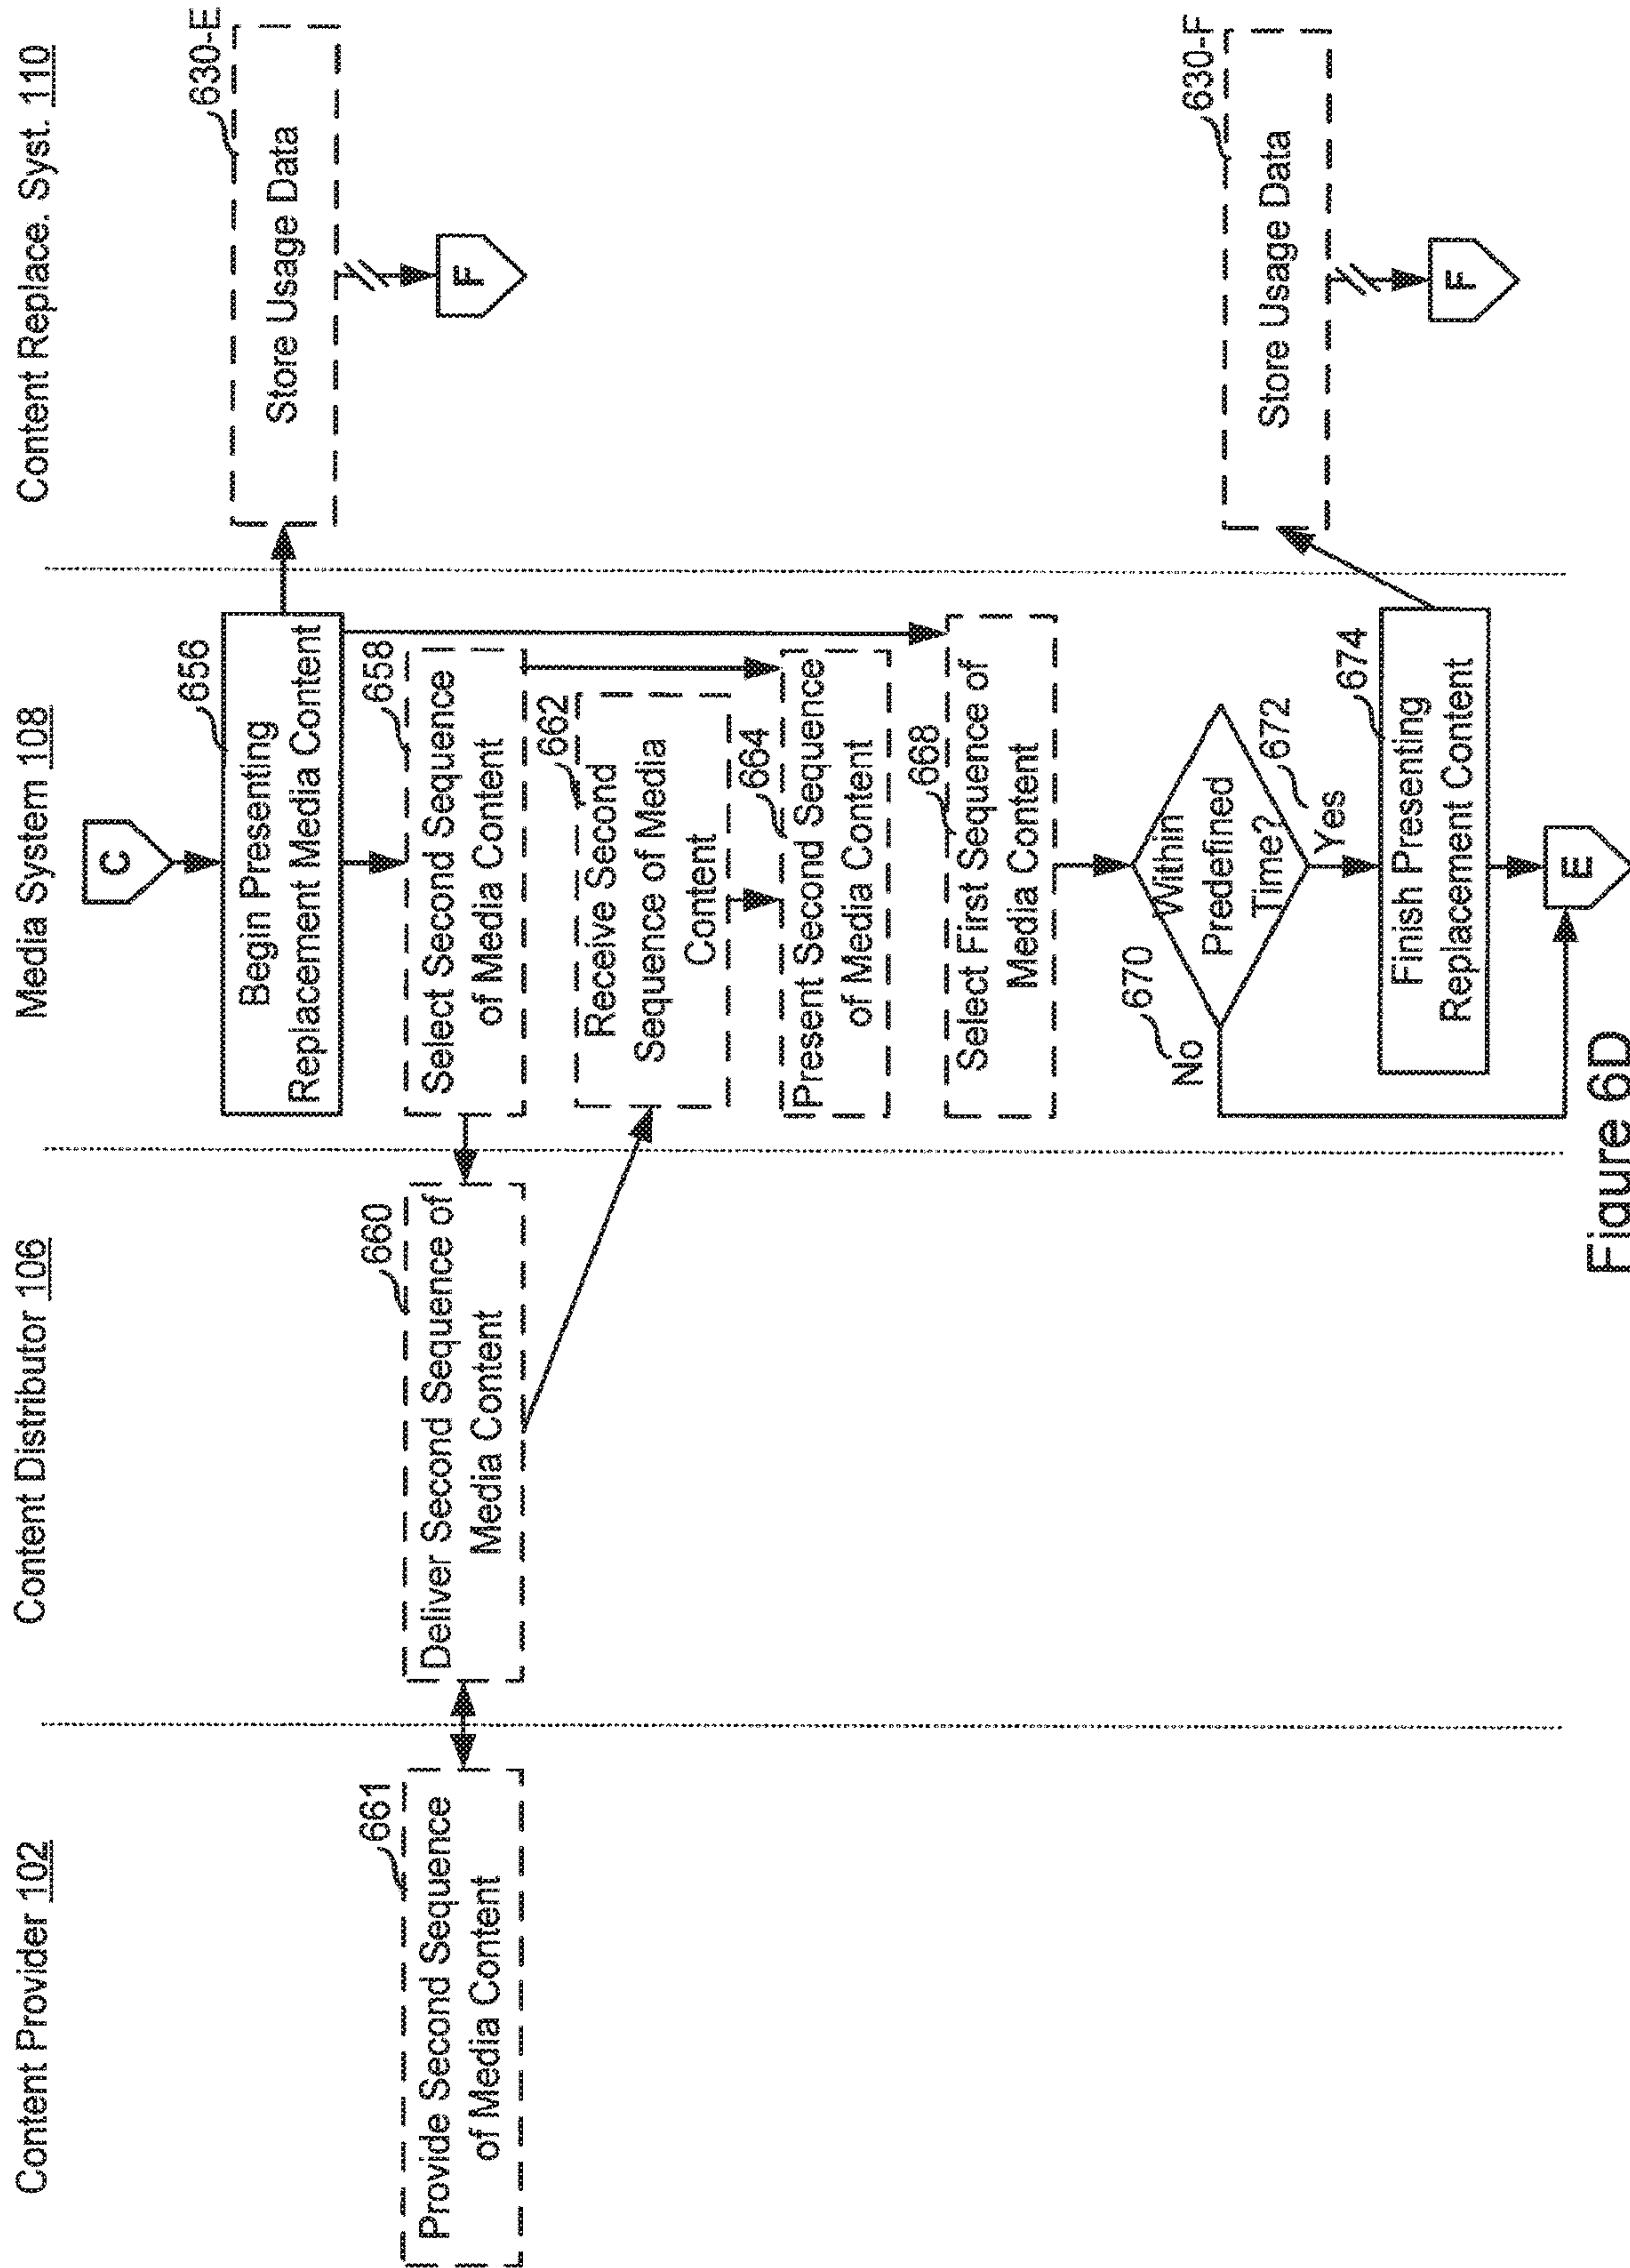 Content Provider 102
Content Distributor 106
Media System 108
Content Replace. Syst. 110
C
656
Begin Presenting
Replacement Media Content
630-E
Store Usage Data
F
661
Provide Second Sequence
of Media Content
660
Deliver Second Sequence of
Media Content
658
Select Second Sequence
of Media Content
662
Receive Second
Sequence of Media
Content
664
Present Second Sequence
of Media Content
668
Select First Sequence of
Media Content
670
No
Within
Predefined
Time?
672
Yes
674
Finish Presenting
Replacement Content
630-F
Store Usage Data
F
E
Figure 6D